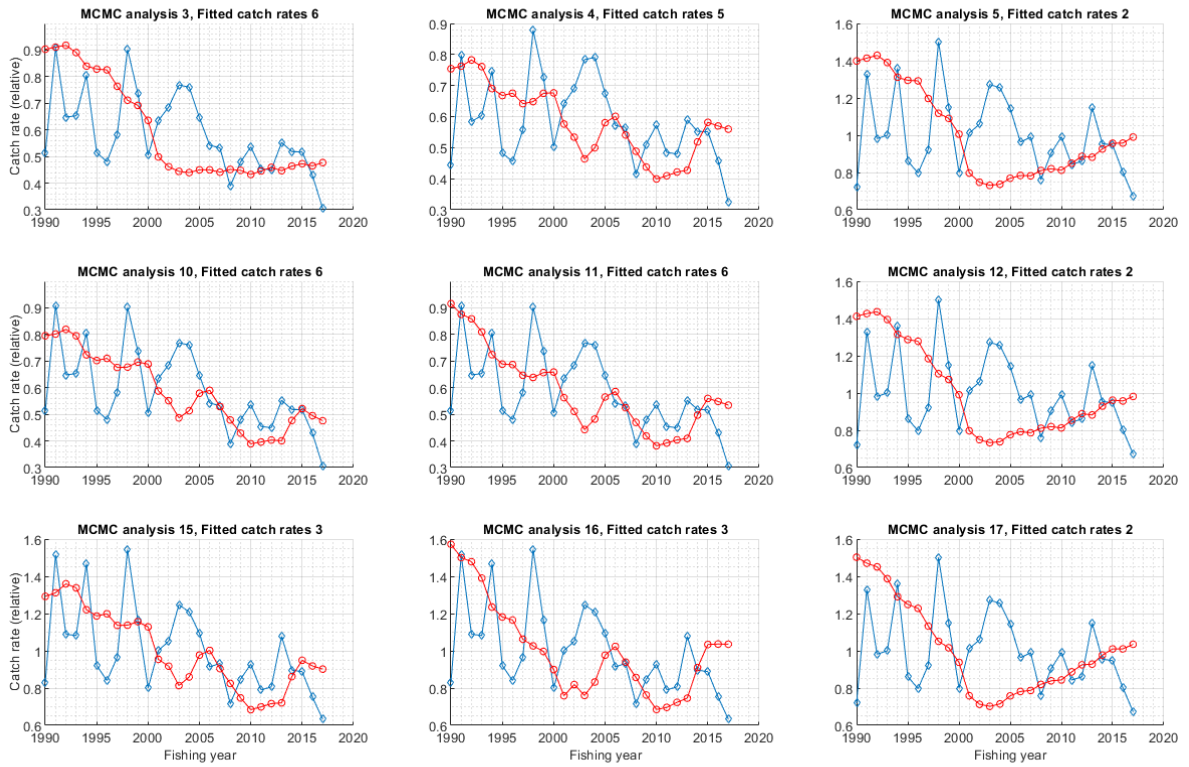 MCMC analysis 3, Fitted catch rates 6
MCMC analysis 4, Fitted catch rates 5
MCMC analysis 5, Fitted catch rates 2
Catch rate (relative)
0.9
0.8
0.7
0.6
0.5
0.4
0.3
1990 1995 2000 2005 2010 2015 2020
0.9
0.8
0.7
0.6
0.5
0.4
0.3
1990 1995 2000 2005 2010 2015 2020
1.6
1.4
1.2
1
0.8
0.6
1990 1995 2000 2005 2010 2015 2020
MCMC analysis 10, Fitted catch rates 6
MCMC analysis 11, Fitted catch rates 6
MCMC analysis 12, Fitted catch rates 2
Catch rate (relative)
0.9
0.8
0.7
0.6
0.5
0.4
0.3
1990 1995 2000 2005 2010 2015 2020
0.9
0.8
0.7
0.6
0.5
0.4
0.3
1990 1995 2000 2005 2010 2015 2020
1.6
1.4
1.2
1
0.8
0.6
1990 1995 2000 2005 2010 2015 2020
MCMC analysis 15, Fitted catch rates 3
MCMC analysis 16, Fitted catch rates 3
MCMC analysis 17, Fitted catch rates 2
Catch rate (relative)
1.6
1.4
1.2
1
0.8
0.6
1990 1995 2000 2005 2010 2015 2020
Fishing year
1.6
1.4
1.2
1
0.8
0.6
1990 1995 2000 2005 2010 2015 2020
Fishing year
1.6
1.4
1.2
1
0.8
0.6
1990 1995 2000 2005 2010 2015 2020
Fishing year